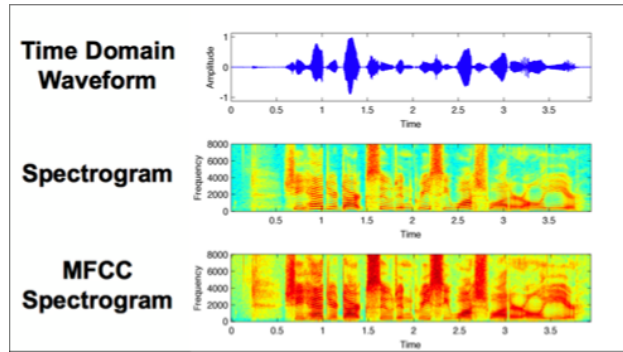 Time Domain
Waveform
Amplitude
1
0
-1
0 0.5 1 1.5 2 2.5 3 3.5
Time
Spectrogram
Frequency
8000
6000
4000
2000
0
0.5 1 1.5 2 2.5 3 3.5
Time
MFCC
Spectrogram
Frequency
8000
6000
4000
2000
0
0 0.5 1 1.5 2 2.5 3 3.5
Time